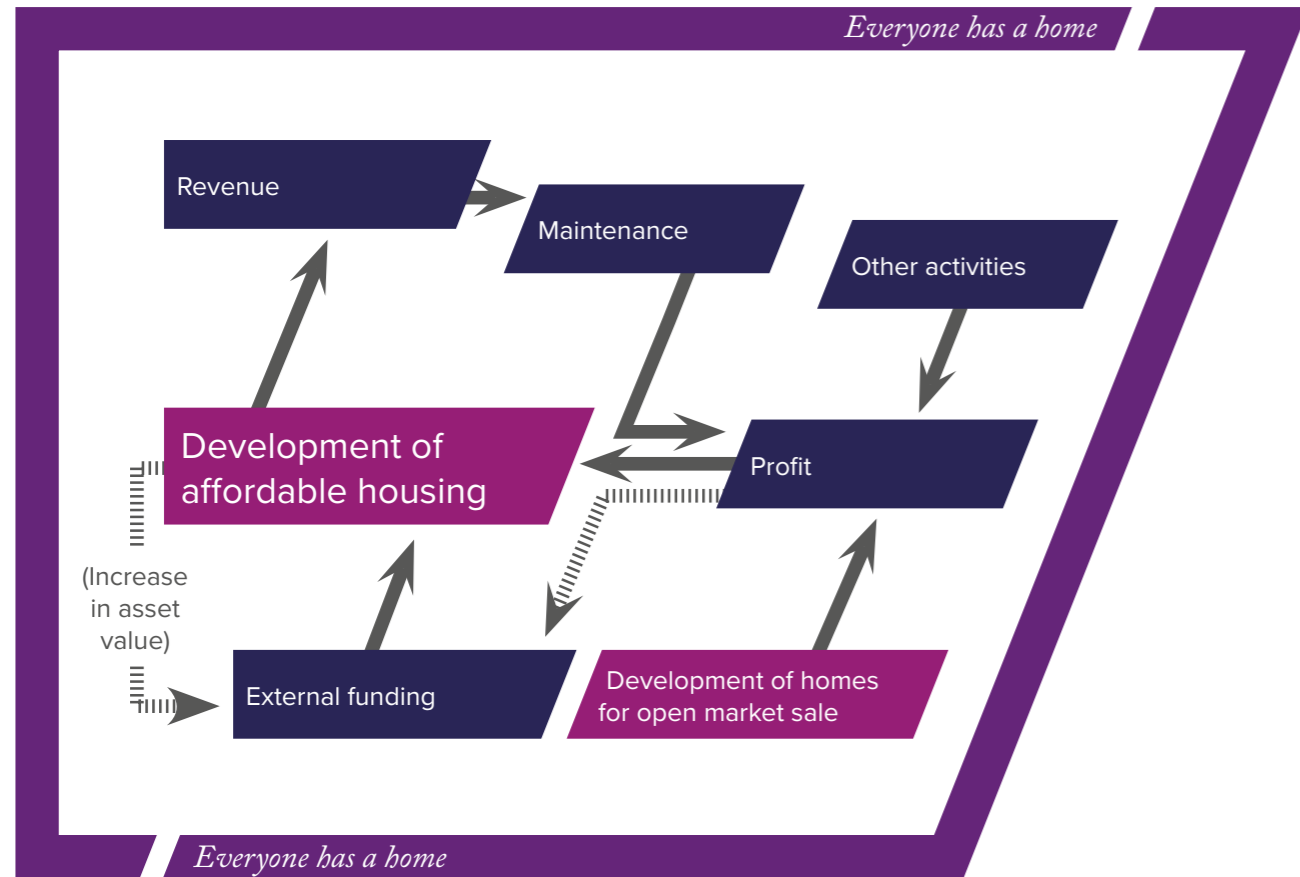 Everyone has a home
Revenue
Maintenance
Other activities
Development of
affordable housing
Profit
(Increase
in asset
value)
External funding
Development of homes
for open market sale
Everyone has a home